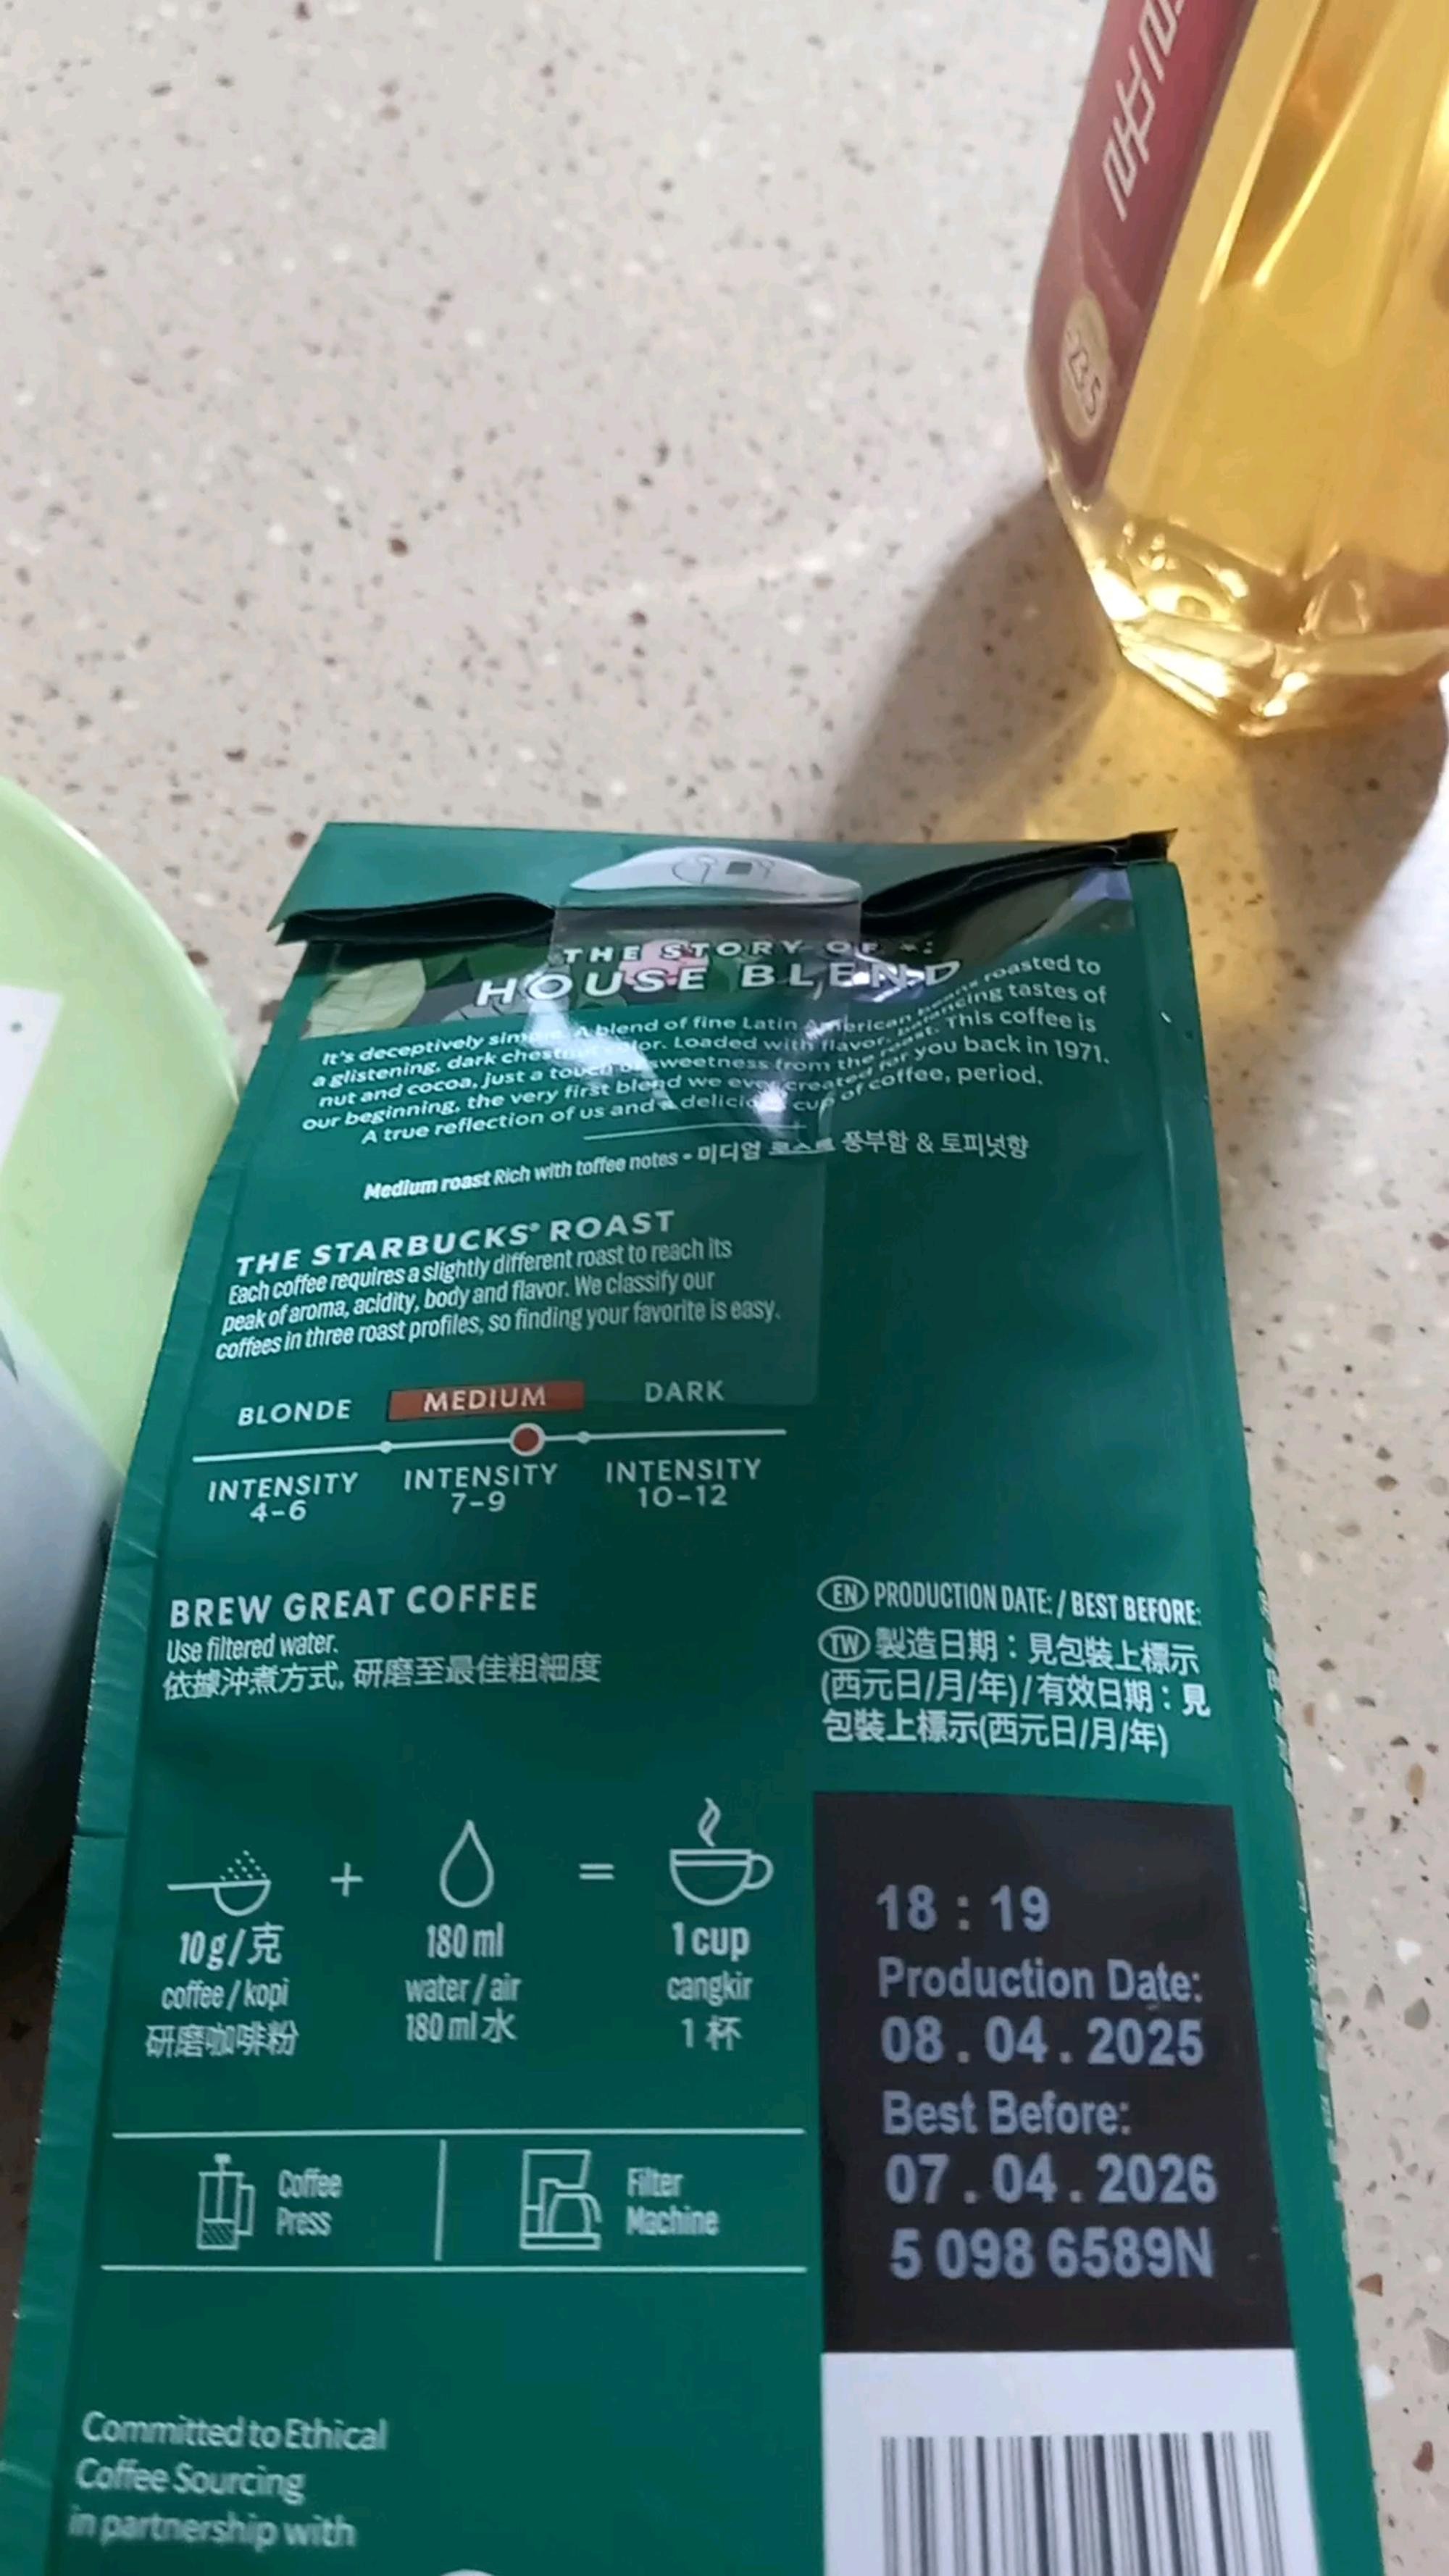 23.5
THE STORY OF
HOUSE BLEND
It's deceptively simple. A blend of fine Latin American beans roasted to
a glistening, dark chestnut color. Loaded with flavor, balancing tastes of
nut and cocoa, just a touch of sweetness from the roast. This coffee is
our beginning, the very first blend we ever created for you back in 1971.
A true reflection of us and a delicious cup of coffee, period.
Medium roast Rich with toffee notes • 미디엄 로스트 풍부함 & 토피넛향
THE STARBUCKS® ROAST
Each coffee requires a slightly different roast to reach its
peak of aroma, acidity, body and flavor. We classify our
coffees in three roast profiles, so finding your favorite is easy.
BLONDE MEDIUM DARK
INTENSITY INTENSITY INTENSITY
4–6 7–9 10–12
BREW GREAT COFFEE
Use filtered water.
依據沖煮方式, 研磨至最佳粗細度
EN PRODUCTION DATE: / BEST BEFORE:
TW 製造日期：見包裝上標示
(西元日/月/年) / 有效日期：見
包裝上標示(西元日/月/年)
+ =
10g/克 180 ml 1 cup
coffee / kopi water / air cangkir
研磨咖啡粉 180 ml 水 1 杯
Coffee
Press
Filter
Machine
18 : 19
Production Date:
08 . 04 . 2025
Best Before:
07 . 04 . 2026
5 098 6589N
Committed to Ethical
Coffee Sourcing
in partnership with